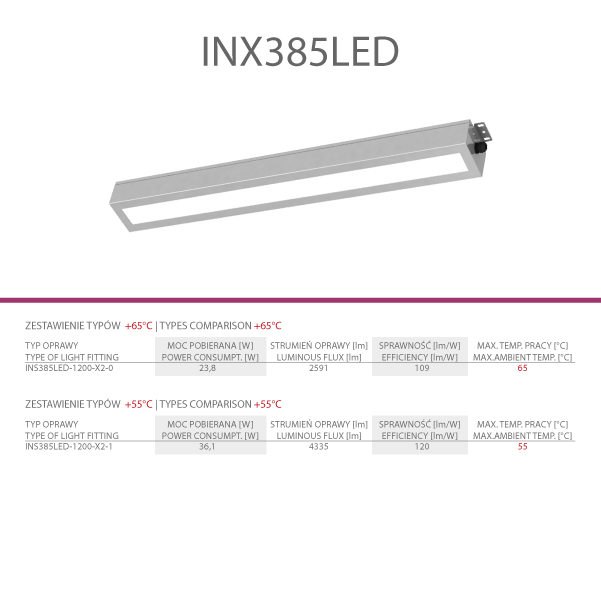 INX385LED
ZESTAWIENIE TYPÓW +65°C | TYPES COMPARISON +65°C
TYP OPRAWY MOC POBIERANA [W] STRUMIEŃ OPRAWY [lm] SPRAWNOŚĆ [lm/W] MAX. TEMP. PRACY [°C]
TYPE OF LIGHT FITTING POWER CONSUMPT. [W] LUMINOUS FLUX [lm] EFFICIENCY [lm/W] MAX.AMBIENT TEMP. [°C]
INS385LED-1200-X2-0 23,8 2591 109 65
ZESTAWIENIE TYPÓW +55°C | TYPES COMPARISON +55°C
TYP OPRAWY MOC POBIERANA [W] STRUMIEŃ OPRAWY [lm] SPRAWNOŚĆ [lm/W] MAX. TEMP. PRACY [°C]
TYPE OF LIGHT FITTING POWER CONSUMPT. [W] LUMINOUS FLUX [lm] EFFICIENCY [lm/W] MAX.AMBIENT TEMP. [°C]
INS385LED-1200-X2-1 36,1 4335 120 55